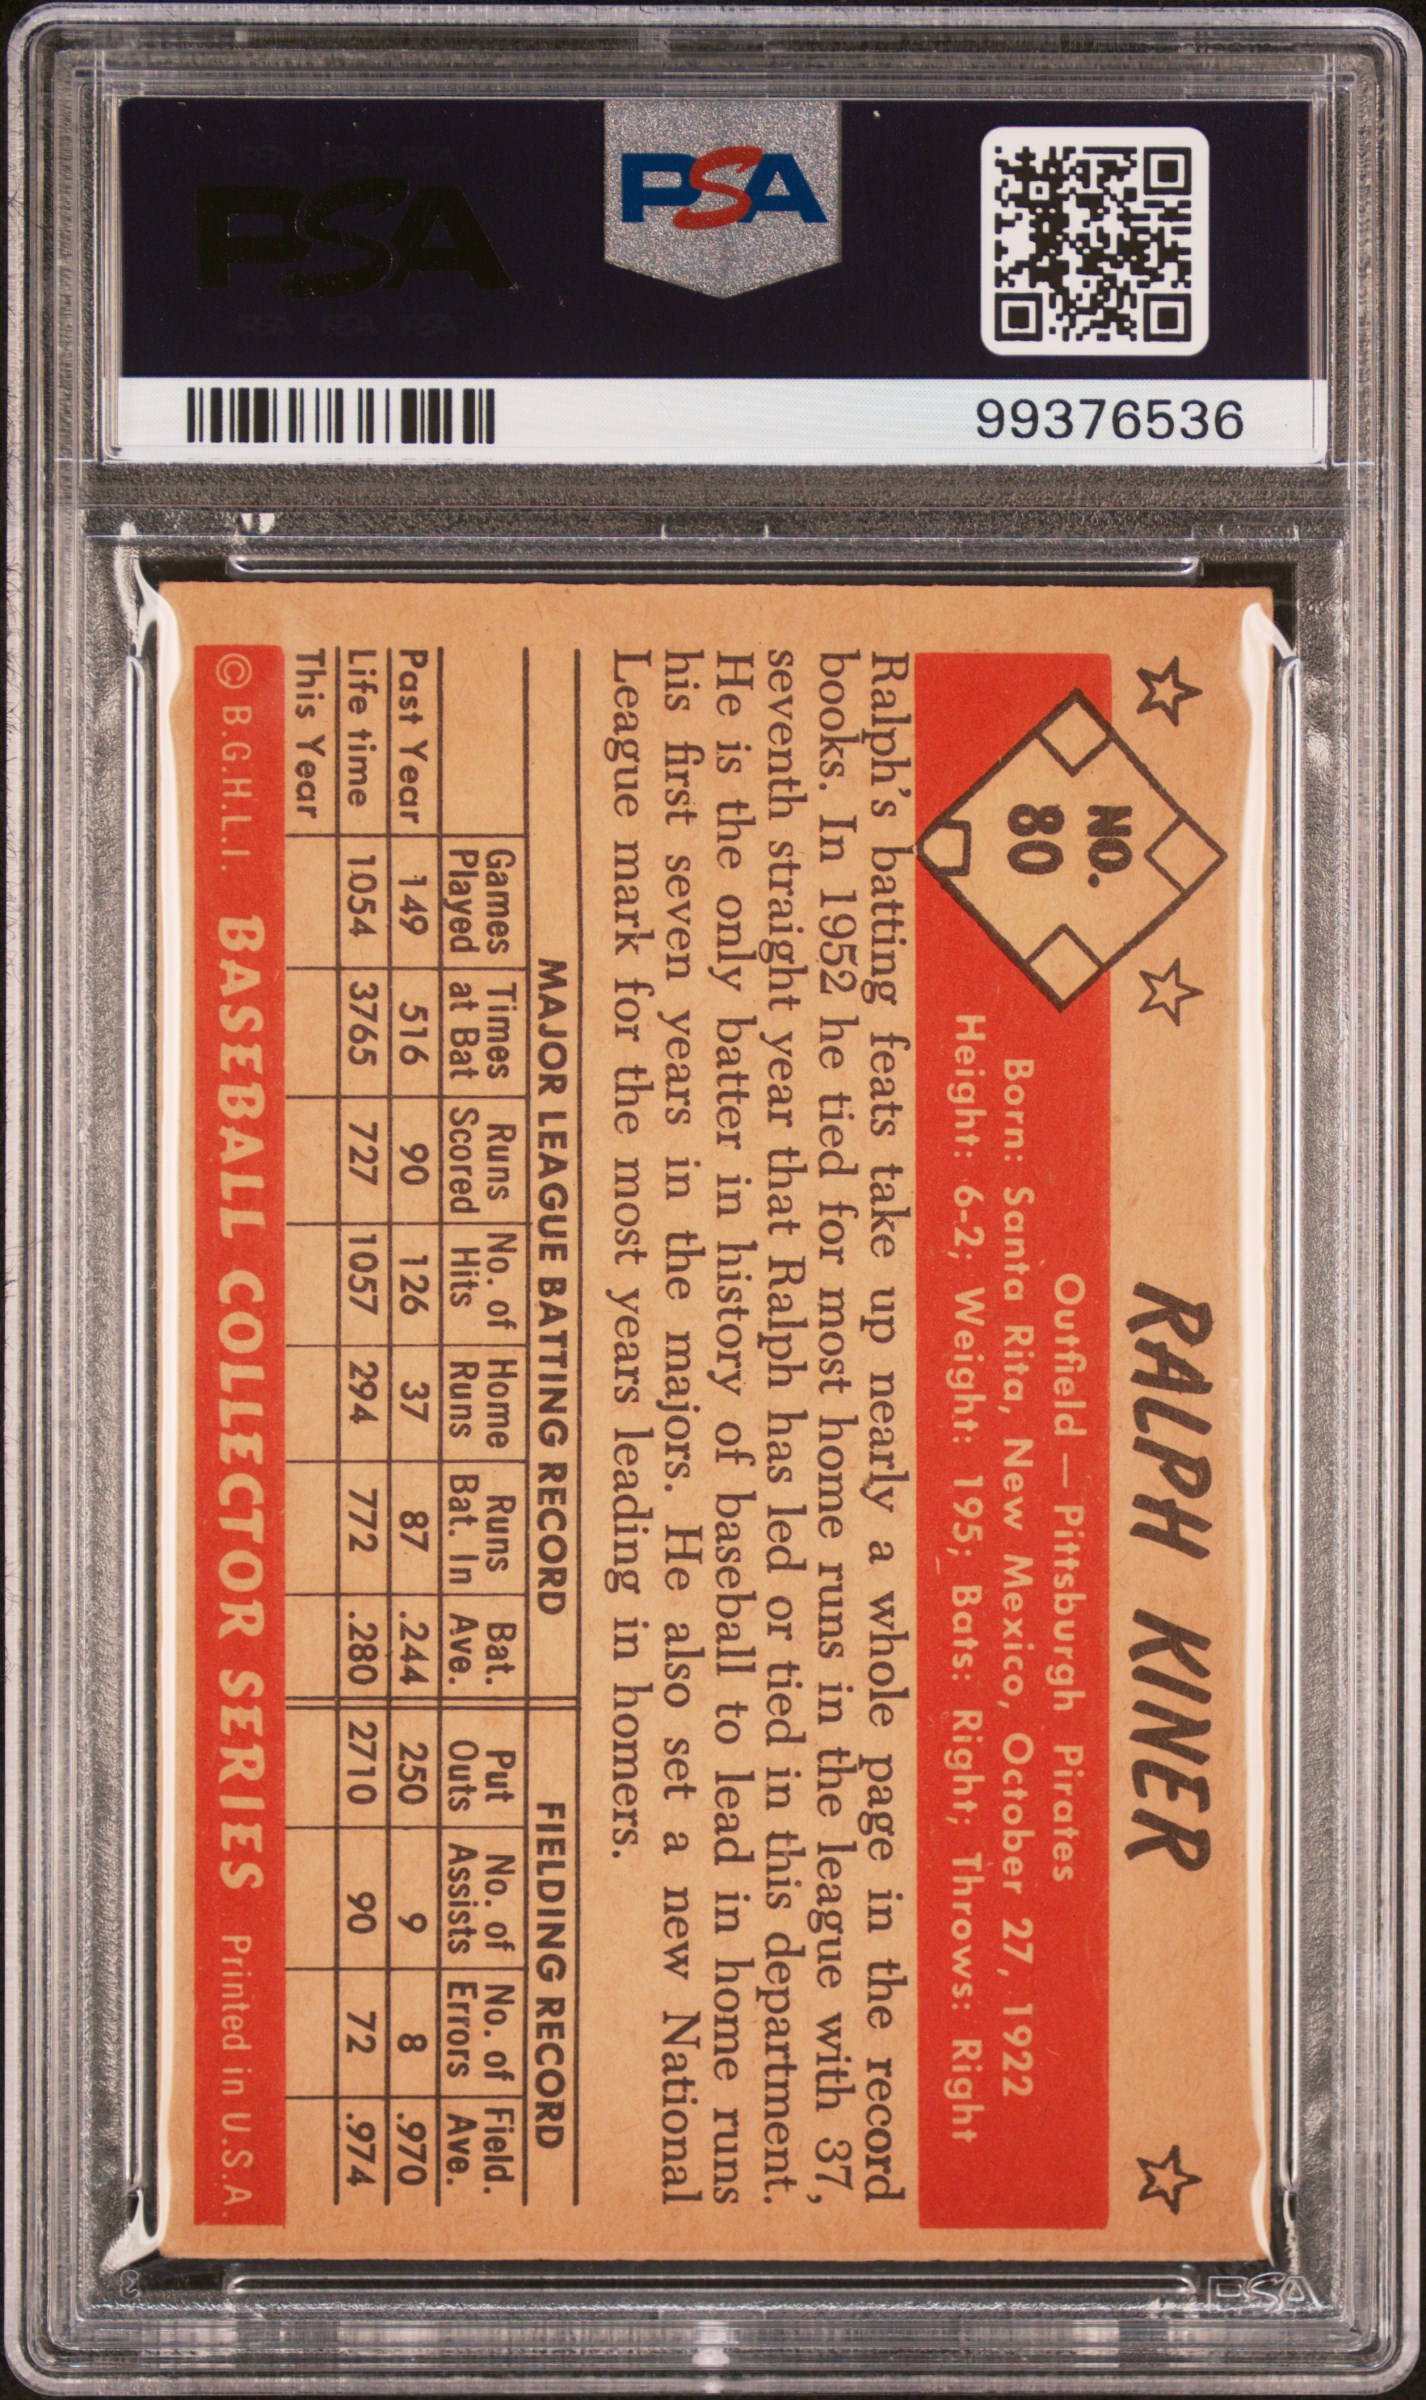 PSA PSA PSA
PSA
PSA PSA PSA
PSA
99376536
RALPH KINER
NO.
80
Outfield — Pittsburgh Pirates
Born: Santa Rita, New Mexico, October 27, 1922
Height: 6-2; Weight: 195; Bats: Right; Throws: Right
Ralph's batting feats take up nearly a whole page in the record
books. In 1952 he tied for most home runs in the league with 37,
seventh straight year that Ralph has led or tied in this department.
He is the only batter in history of baseball to lead in home runs
his first seven years in the majors. He also set a new National
League mark for the most years leading in homers.
MAJOR LEAGUE BATTING RECORD FIELDING RECORD
Games Times Runs No. of Home Runs Bat. Put No. of No. of Field.
Played at Bat Scored Hits Runs Bat. In Ave. Outs Assists Errors Ave.
Past Year 149 516 90 126 37 87 .244 250 9 8 .970
Life time 1054 3765 727 1057 294 772 .280 2710 90 72 .974
This Year
© B.G.H.L.I. BASEBALL COLLECTOR SERIES Printed in U.S.A.
PSA